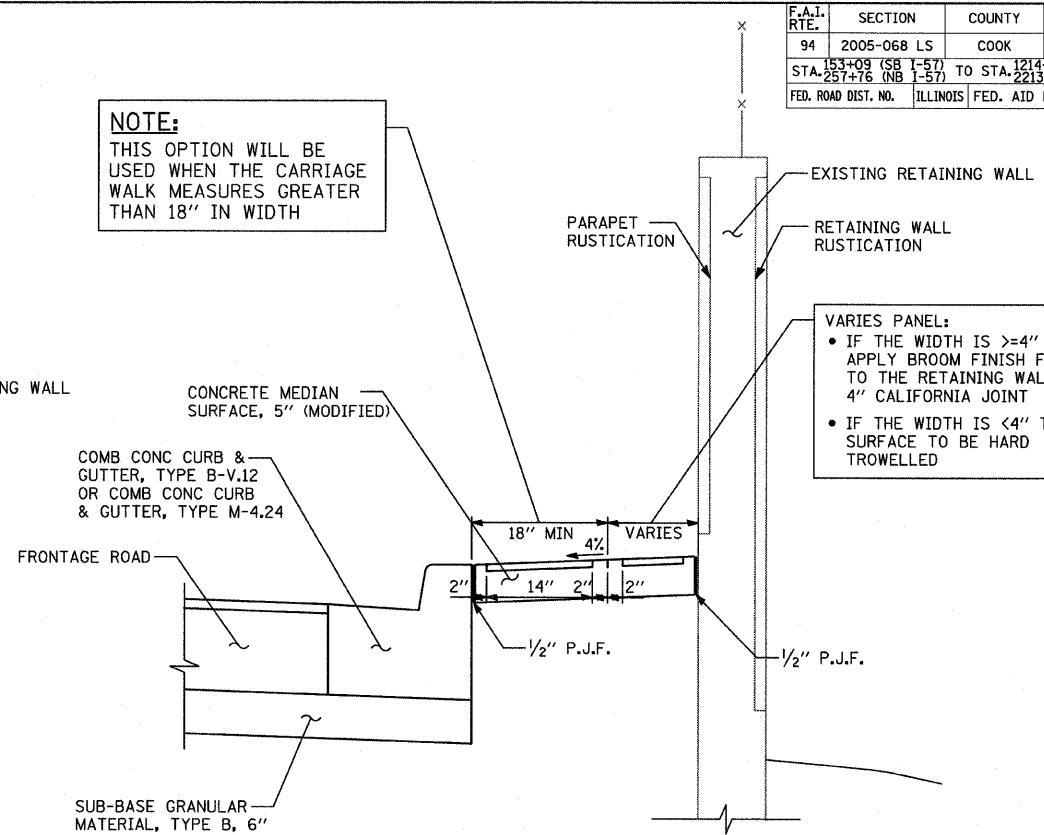 F.A.I. RTE. SECTION COUNTY
94 2005-068 LS COOK
STA. 153+09 (SB I-57) TO STA. 1214
257+76 (NB I-57) 2213
FED. ROAD DIST. NO. ILLINOIS FED. AID
NOTE:
THIS OPTION WILL BE
USED WHEN THE CARRIAGE
WALK MEASURES GREATER
THAN 18" IN WIDTH
X
X
EXISTING RETAINING WALL
PARAPET
RUSTICATION
RETAINING WALL
RUSTICATION
VARIES PANEL:
• IF THE WIDTH IS >=4"
APPLY BROOM FINISH F
TO THE RETAINING WAL
4" CALIFORNIA JOINT
• IF THE WIDTH IS <4" T
SURFACE TO BE HARD
TROWELLED
NG WALL
CONCRETE MEDIAN
SURFACE, 5" (MODIFIED)
COMB CONC CURB &
GUTTER, TYPE B-V.12
OR COMB CONC CURB
& GUTTER, TYPE M-4.24
18" MIN VARIES
4%
FRONTAGE ROAD
2" 14" 2" 2"
1/2" P.J.F.
1/2" P.J.F.
SUB-BASE GRANULAR
MATERIAL, TYPE B, 6"